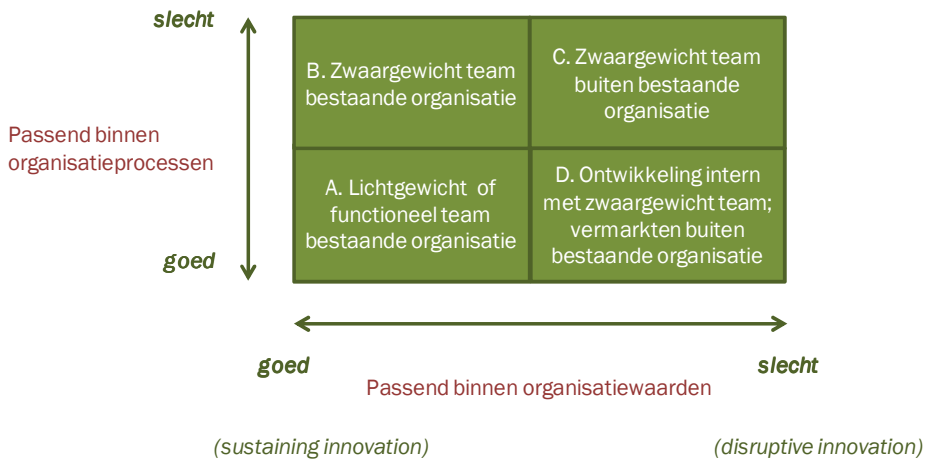 slecht
B. Zwaargewicht team
bestaande organisatie
C. Zwaargewicht team
buiten bestaande
organisatie
Passend binnen
organisatieprocessen
A. Lichtgewicht of
functioneel team
bestaande organisatie
D. Ontwikkeling intern
met zwaargewicht team;
vermarkten buiten
bestaande organisatie
goed
goed
slecht
Passend binnen organisatiewaarden
(sustaining innovation)
(disruptive innovation)